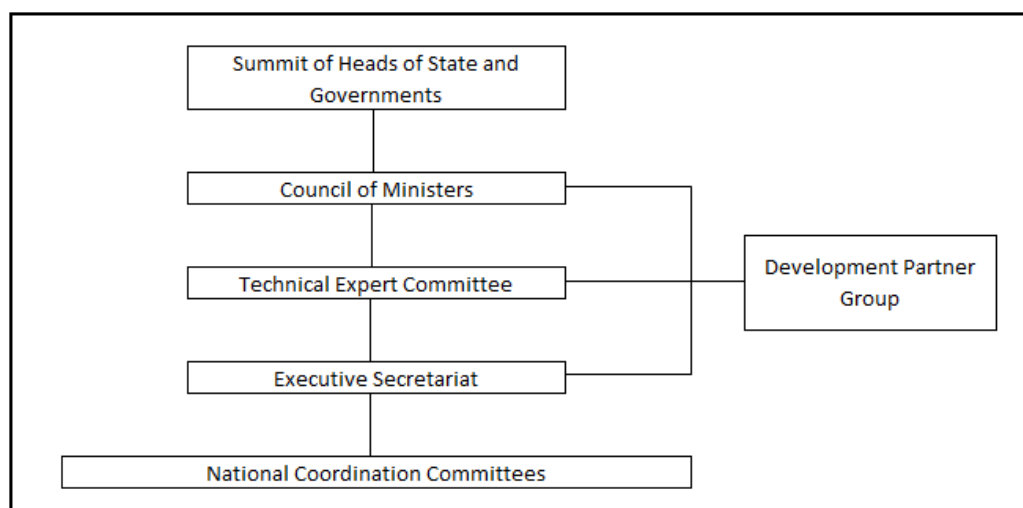 Summit of Heads of State and
Governments
Council of Ministers
Technical Expert Committee
Development Partner
Group
Executive Secretariat
National Coordination Committees